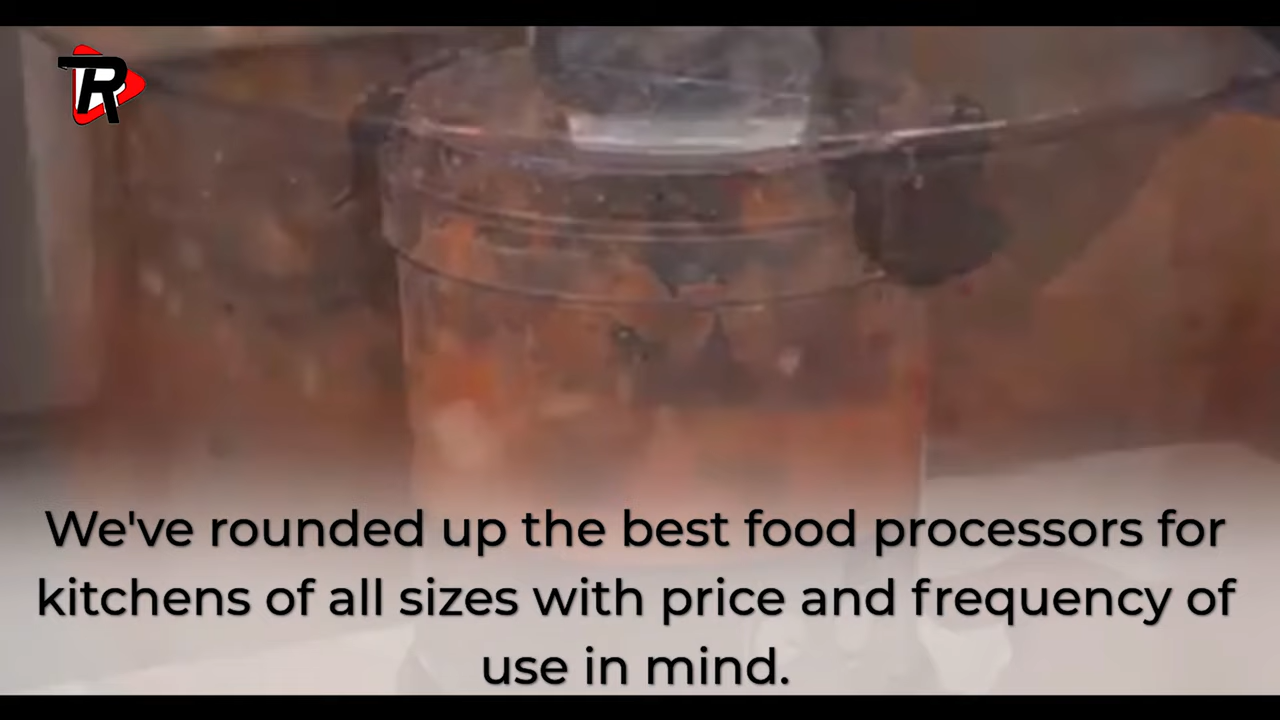 TR
We've rounded up the best food processors for
kitchens of all sizes with price and frequency of
use in mind.